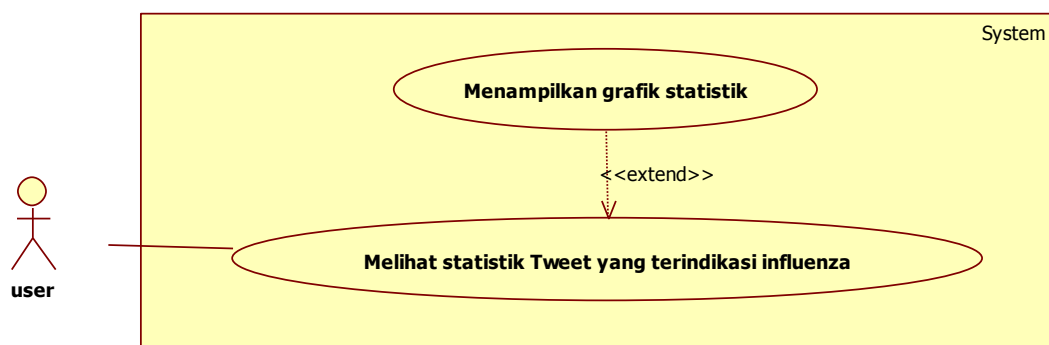 System
Menampilkan grafik statistik
<<extend>>
Melihat statistik Tweet yang terindikasi influenza
user